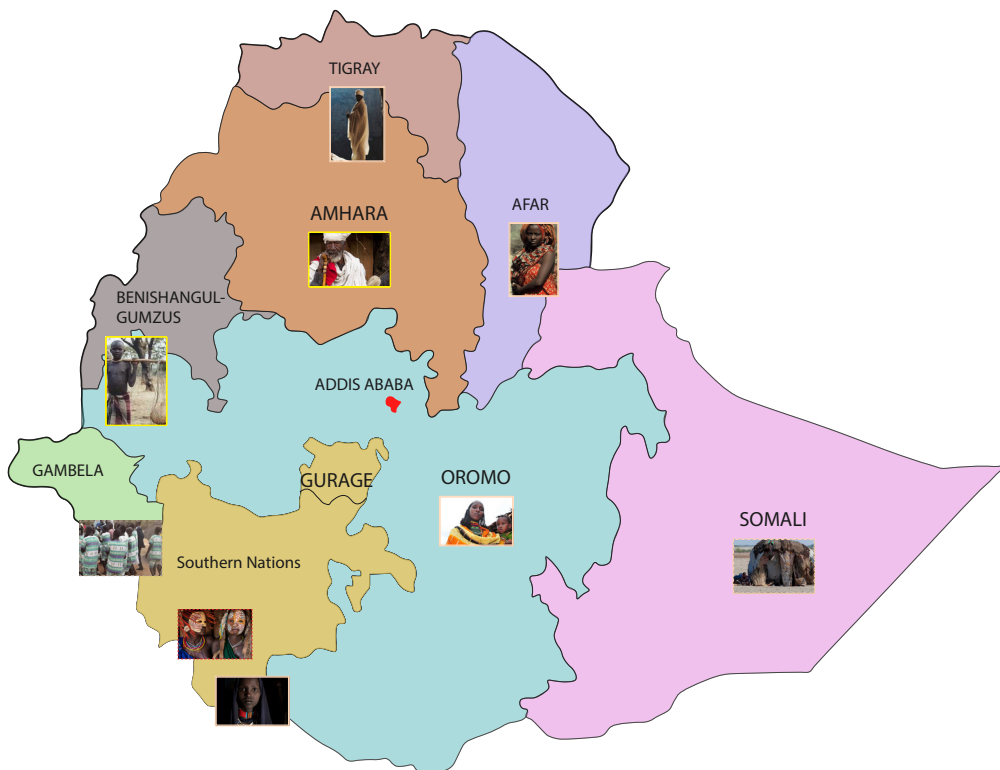 TIGRAY
AMHARA
AFAR
BENISHANGUL-
GUMZUS
ADDIS ABABA
GAMBELA
GURAGE
OROMO
SOMALI
Southern Nations